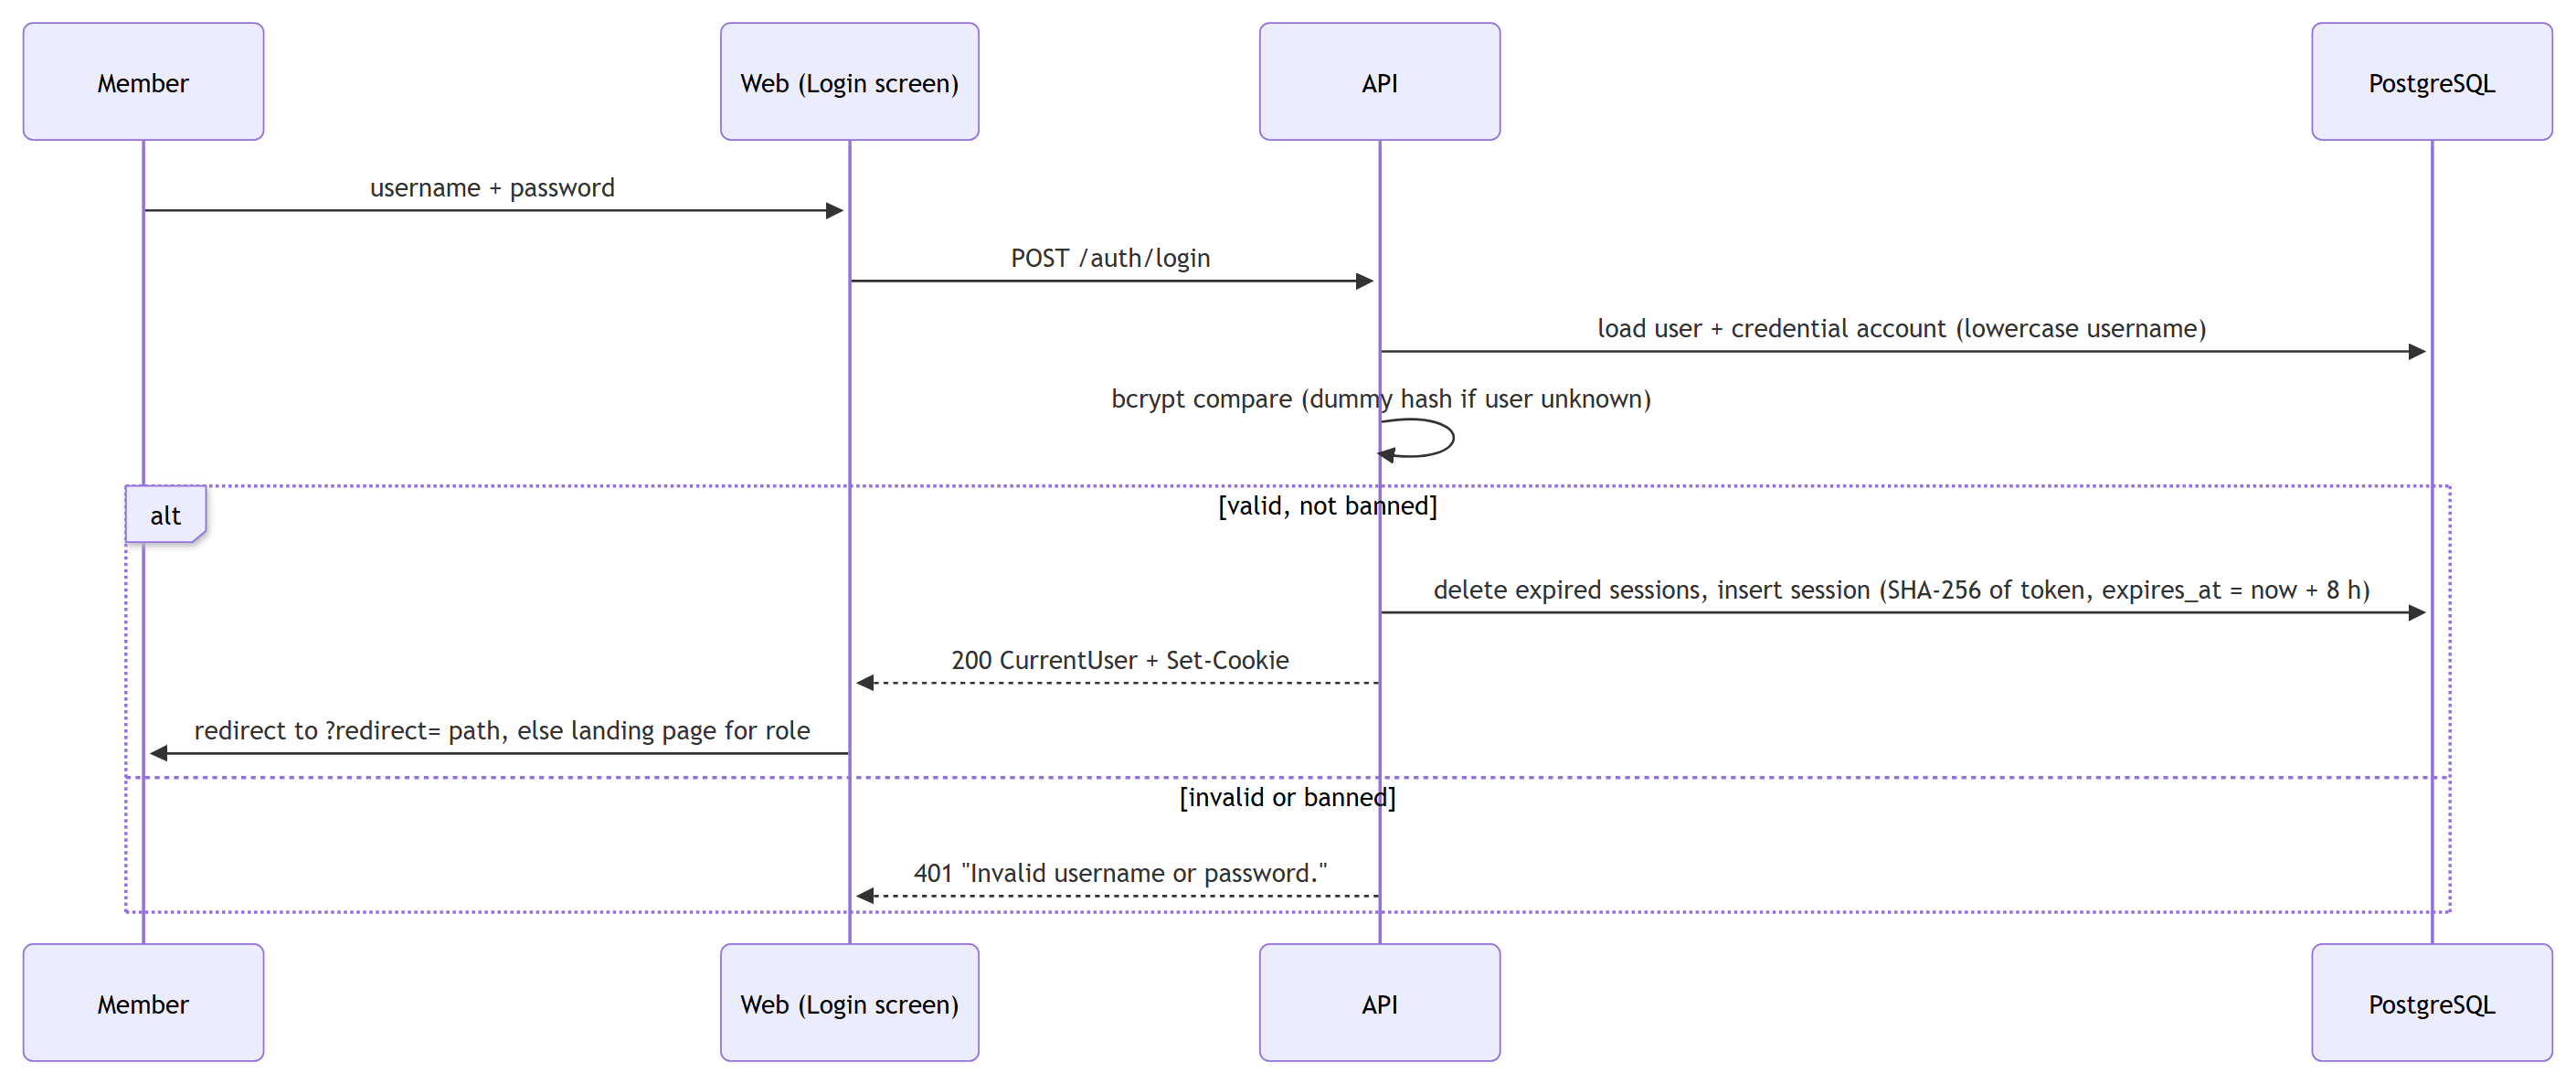 Member
Web (Login screen)
API
PostgreSQL
username + password
POST /auth/login
load user + credential account (lowercase username)
bcrypt compare (dummy hash if user unknown)
alt
[valid, not banned]
delete expired sessions, insert session (SHA-256 of token, expires_at = now + 8 h)
200 CurrentUser + Set-Cookie
redirect to ?redirect= path, else landing page for role
[invalid or banned]
401 "Invalid username or password."
Member
Web (Login screen)
API
PostgreSQL